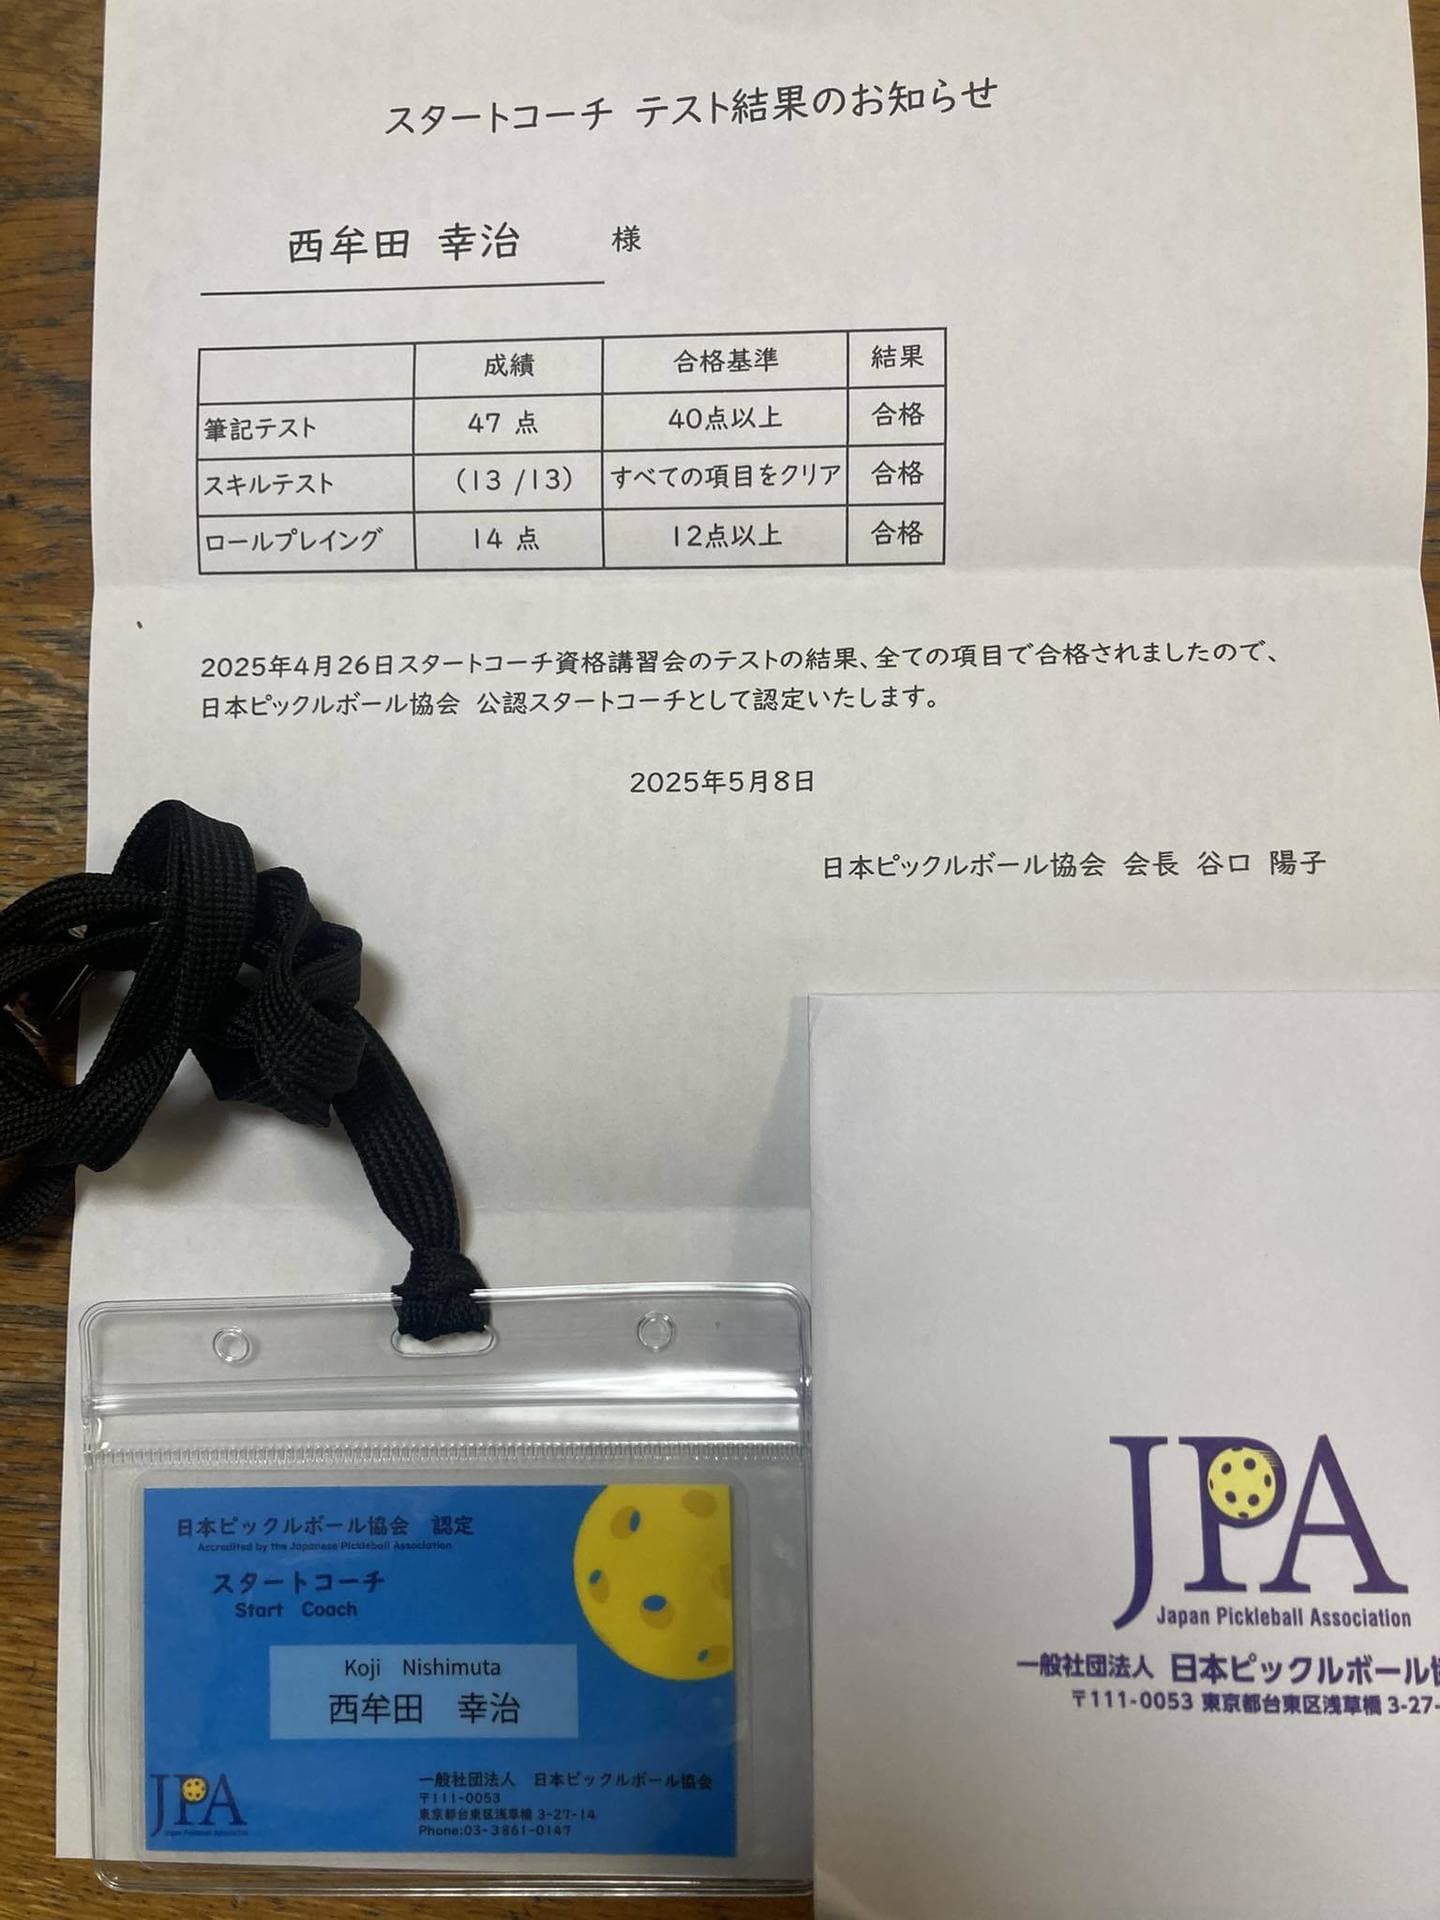 スタートコーチ テスト結果のお知らせ
西牟田 幸治 様
成績 合格基準 結果
筆記テスト 47 点 40点以上 合格
スキルテスト (13 /13) すべての項目をクリア 合格
ロールプレイング 14 点 12点以上 合格
2025年4月26日スタートコーチ資格講習会のテストの結果、全ての項目で合格されましたので、
日本ピックルボール協会 公認スタートコーチとして認定いたします。
2025年5月8日
日本ピックルボール協会 会長 谷口 陽子
日本ピックルボール協会 認定
Accredited by the Japanese Pickleball Association
スタートコーチ
Start Coach
Koji Nishimuta
西牟田 幸治
JPA
Japan Pickleball Association
一般社団法人 日本ピックルボール協会
〒111-0053
東京都台東区浅草橋 3-27-14
Phone:03-3861-0147
JPA
Japan Pickleball Association
一般社団法人 日本ピックルボール
〒111-0053 東京都台東区浅草橋 3-27-